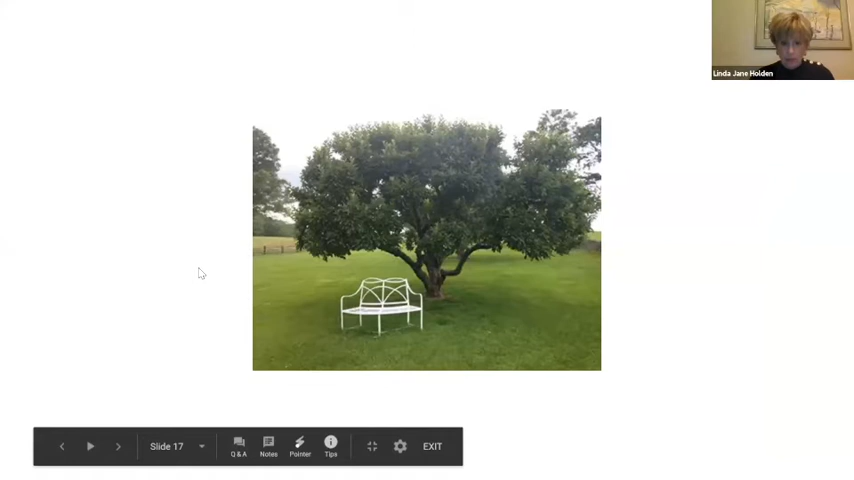 Linda Jane Holden
Slide 17
Q & A
Notes
Pointer
Tips
EXIT